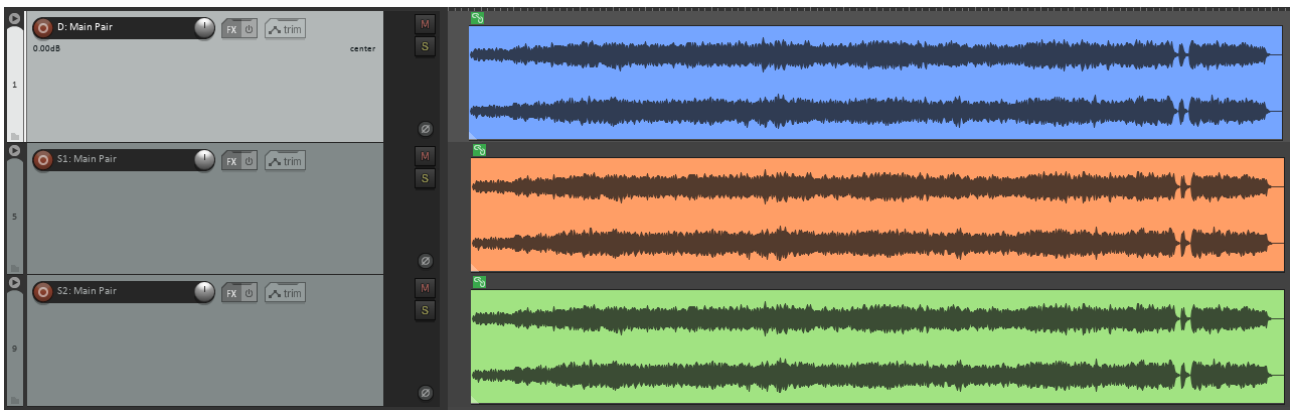 D: Main Pair
FX
trim
M
0.00dB
center
S
1
S1: Main Pair
FX
trim
M
S
5
S2: Main Pair
FX
trim
M
S
9